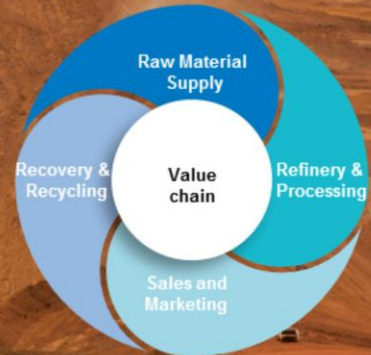 Raw Material
Supply
Recovery &
Recycling
Value
chain
Refinery &
Processing
Sales and
Marketing